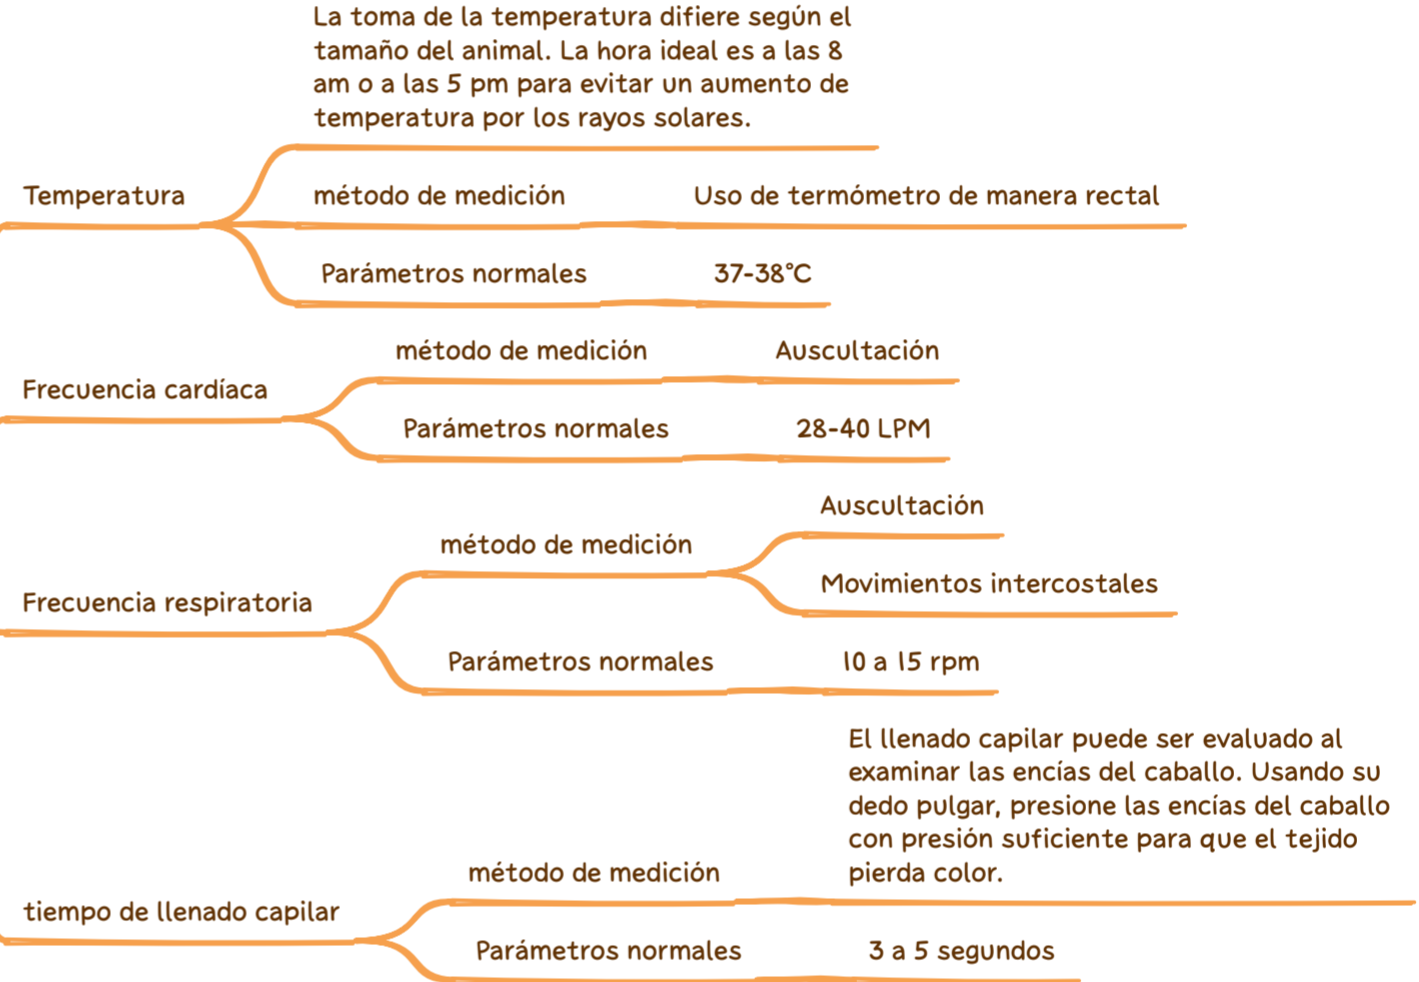 La toma de la temperatura difiere según el
tamaño del animal. La hora ideal es a las 8
am o a las 5 pm para evitar un aumento de
temperatura por los rayos solares.
Temperatura
método de medición
Uso de termómetro de manera rectal
Parámetros normales
37-38°C
Frecuencia cardíaca
método de medición
Auscultación
Parámetros normales
28-40 LPM
Frecuencia respiratoria
método de medición
Auscultación
Movimientos intercostales
Parámetros normales
10 a 15 rpm
tiempo de llenado capilar
método de medición
El llenado capilar puede ser evaluado al
examinar las encías del caballo. Usando su
dedo pulgar, presione las encías del caballo
con presión suficiente para que el tejido
pierda color.
Parámetros normales
3 a 5 segundos